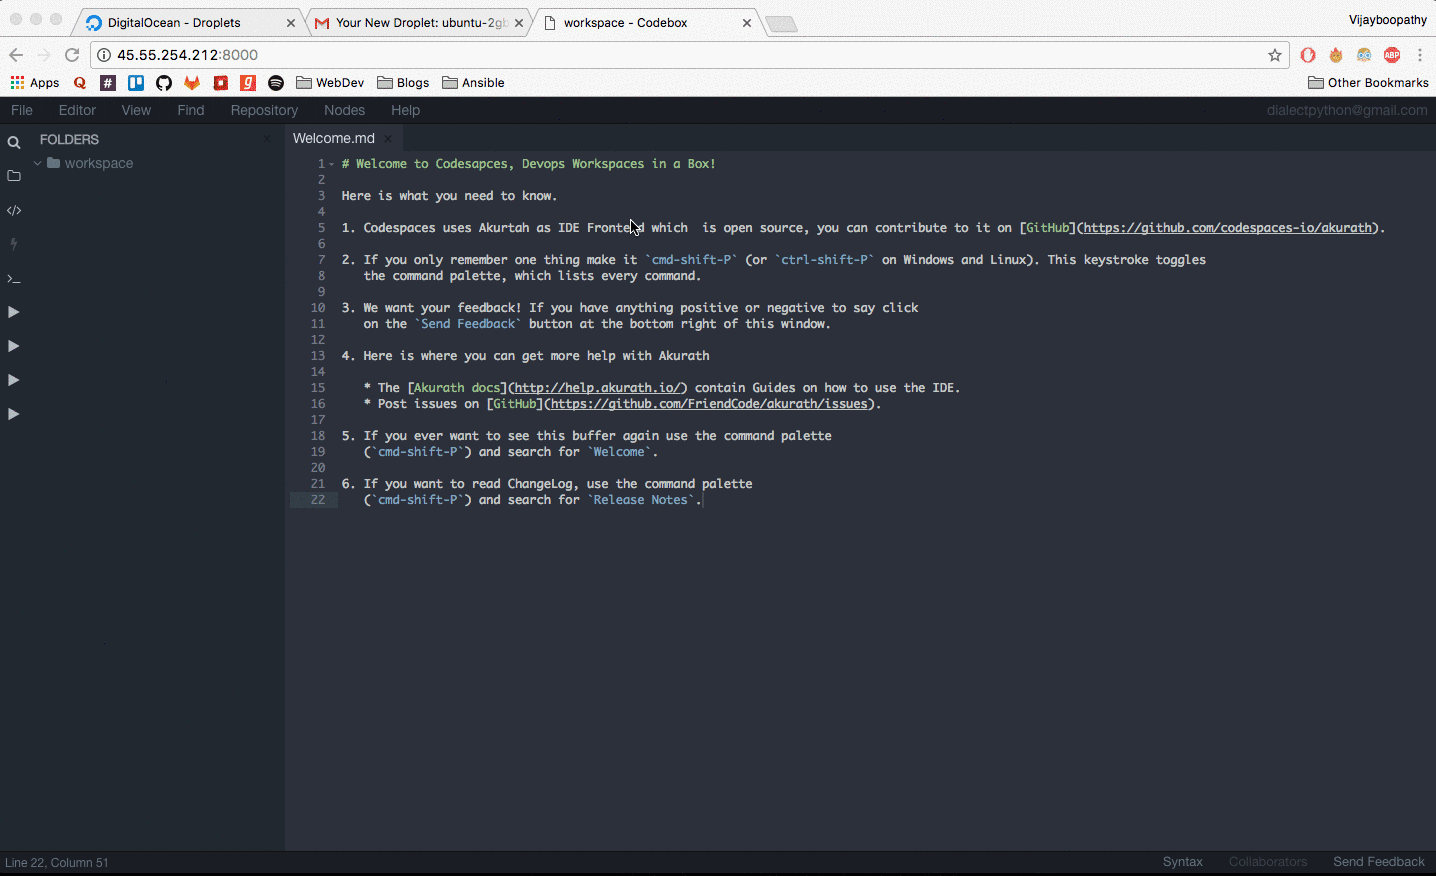 DigitalOcean - Droplets
Your New Droplet: ubuntu-2gb
workspace - Codebox
Vijayboopathy
45.55.254.212:8000
ABP
Apps
WebDev
Blogs
Ansible
Other Bookmarks
File Editor View Find Repository Nodes Help
dialectpython@gmail.com
FOLDERS
workspace
Welcome.md
1 # Welcome to Codesapces, Devops Workspaces in a Box!
2
3 Here is what you need to know.
4
5 1. Codespaces uses Akurtah as IDE Frontend which  is open source, you can contribute to it on [GitHub](https://github.com/codespaces-io/akurath).
6
7 2. If you only remember one thing make it `cmd-shift-P` (or `ctrl-shift-P` on Windows and Linux). This keystroke toggles
8 the command palette, which lists every command.
9
10 3. We want your feedback! If you have anything positive or negative to say click
11 on the `Send Feedback` button at the bottom right of this window.
12
13 4. Here is where you can get more help with Akurath
14
15 * The [Akurath docs](http://help.akurath.io/) contain Guides on how to use the IDE.
16 * Post issues on [GitHub](https://github.com/FriendCode/akurath/issues).
17
18 5. If you ever want to see this buffer again use the command palette
19 (`cmd-shift-P`) and search for `Welcome`.
20
21 6. If you want to read ChangeLog, use the command palette
22 (`cmd-shift-P`) and search for `Release Notes`.
Line 22, Column 51
Syntax
Collaborators
Send Feedback